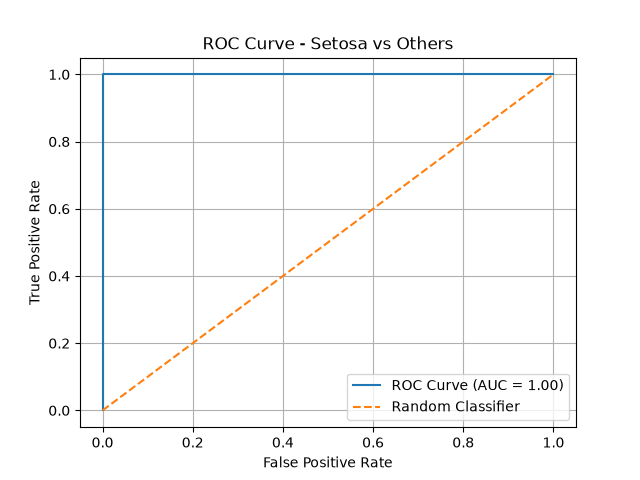 ROC Curve - Setosa vs Others
True Positive Rate
1.0
0.8
0.6
0.4
0.2
0.0
ROC Curve (AUC = 1.00)
Random Classifier
0.0 0.2 0.4 0.6 0.8 1.0
False Positive Rate